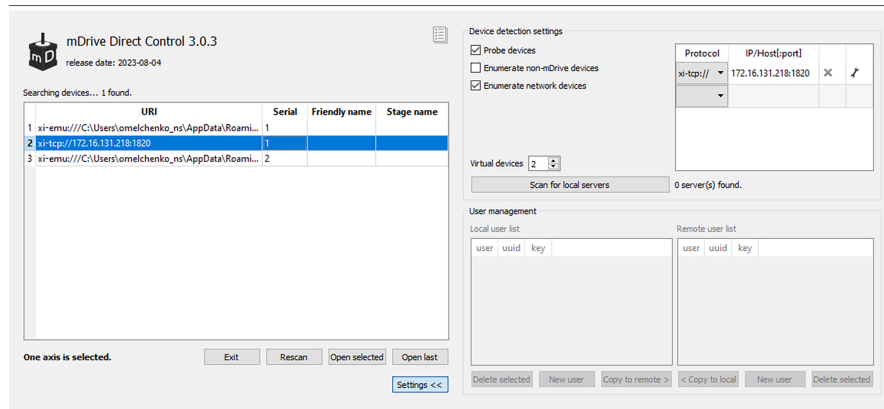 mDrive Direct Control 3.0.3
mD
release date: 2023-08-04
Searching devices... 1 found.
URI Serial Friendly name Stage name
1 xi-emu:///C:\Users\omelchenko_ns\AppData\Roami... 1
2 xi-tcp://172.16.131.218:1820 1
3 xi-emu:///C:\Users\omelchenko_ns\AppData\Roami... 2
One axis is selected.
Exit
Rescan
Open selected
Open last
Settings <<
Device detection settings
Probe devices
Enumerate non-mDrive devices
Enumerate network devices
Protocol IP/Host[:port]
xi-tcp:// 172.16.131.218:1820
Virtual devices 2
Scan for local servers
0 server(s) found.
User management
Local user list
user uuid key
Remote user list
user uuid key
Delete selected
New user
Copy to remote >
< Copy to local
New user
Delete selected